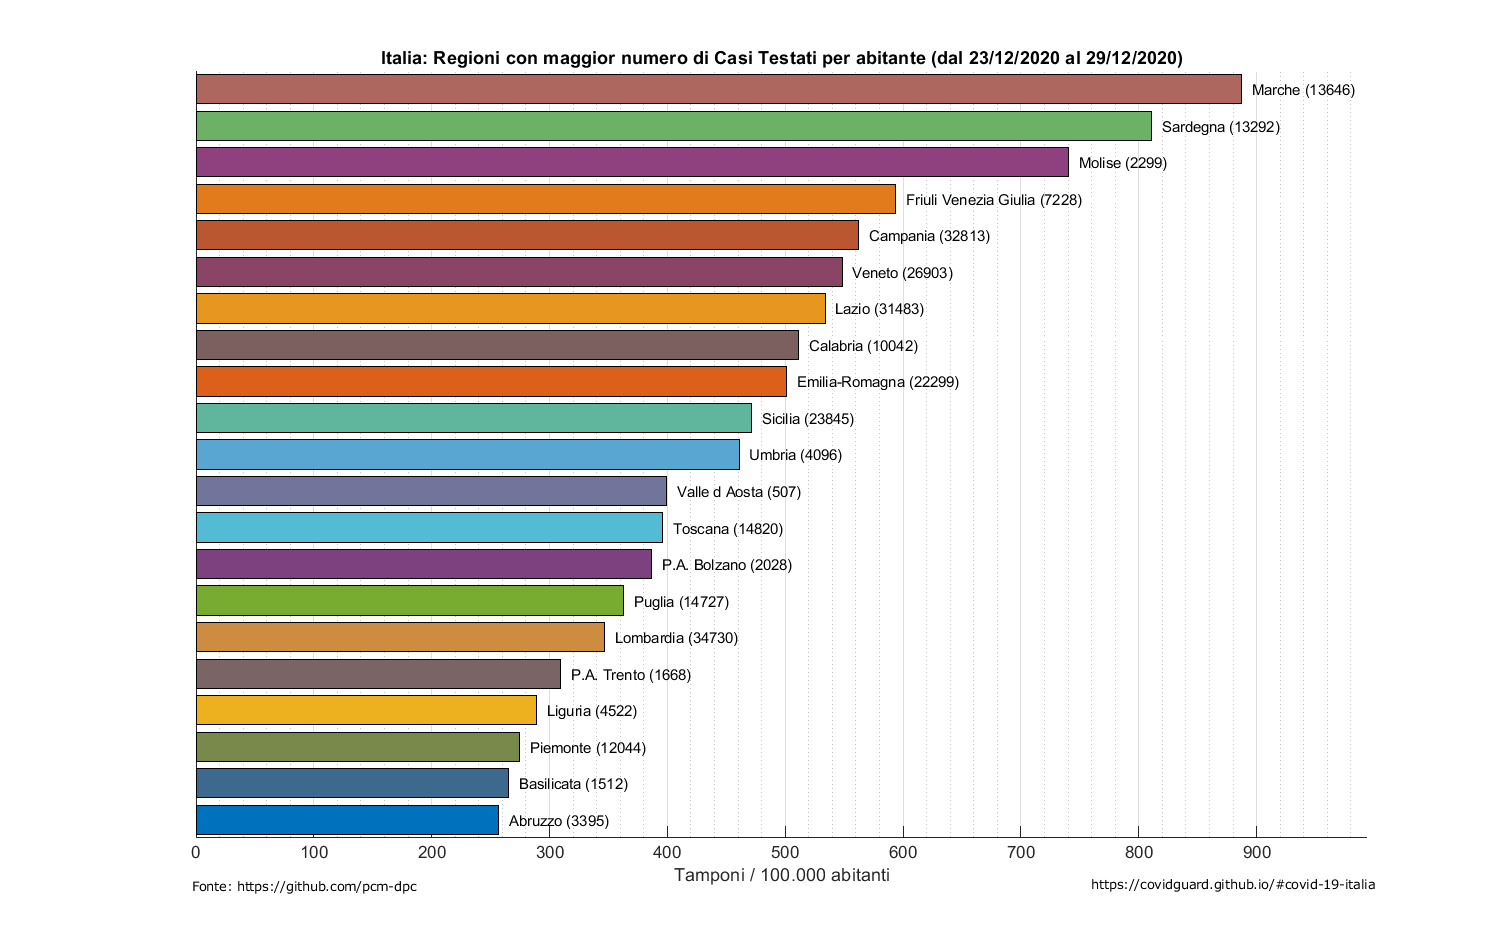 Italia: Regioni con maggior numero di Casi Testati per abitante (dal 23/12/2020 al 29/12/2020)
Marche (13646)
Sardegna (13292)
Molise (2299)
Friuli Venezia Giulia (7228)
Campania (32813)
Veneto (26903)
Lazio (31483)
Calabria (10042)
Emilia-Romagna (22299)
Sicilia (23845)
Umbria (4096)
Valle d Aosta (507)
Toscana (14820)
P.A. Bolzano (2028)
Puglia (14727)
Lombardia (34730)
P.A. Trento (1668)
Liguria (4522)
Piemonte (12044)
Basilicata (1512)
Abruzzo (3395)
0 100 200 300 400 500 600 700 800 900
Tamponi / 100.000 abitanti
Fonte: https://github.com/pcm-dpc
https://covidguard.github.io/#covid-19-italia